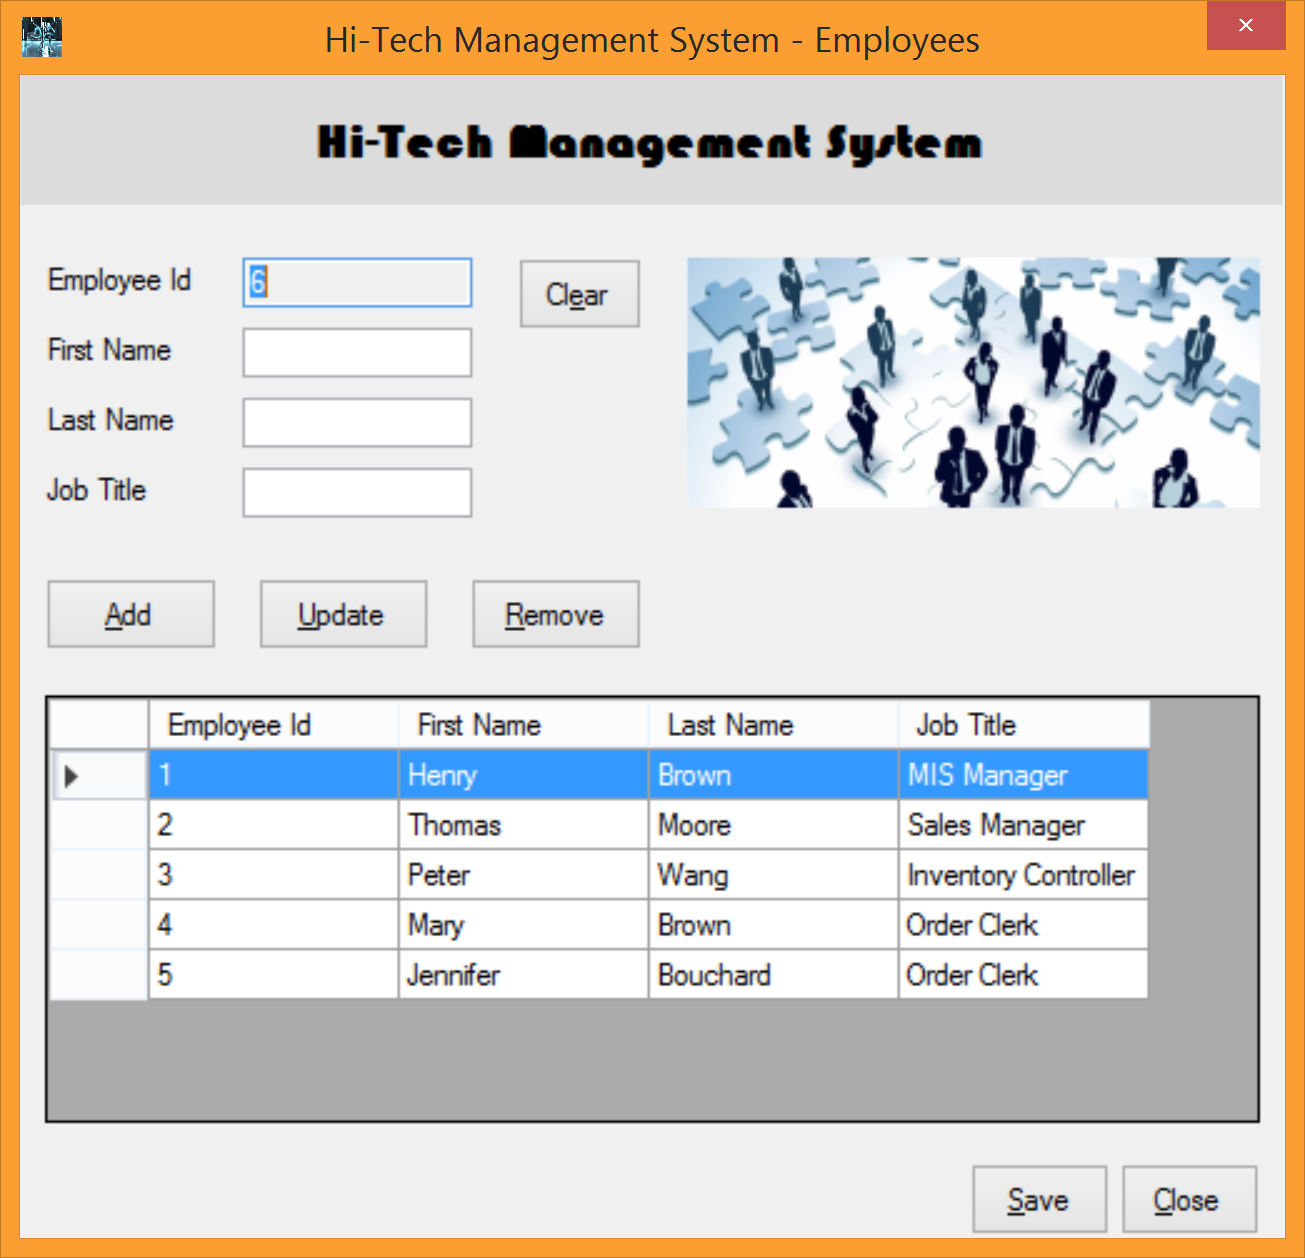 Hi-Tech Management System - Employees
Hi-Tech Management System
Employee Id 6 Clear
First Name
Last Name
Job Title
Add Update Remove
Employee Id First Name Last Name Job Title
1 Henry Brown MIS Manager
2 Thomas Moore Sales Manager
3 Peter Wang Inventory Controller
4 Mary Brown Order Clerk
5 Jennifer Bouchard Order Clerk
Save Close